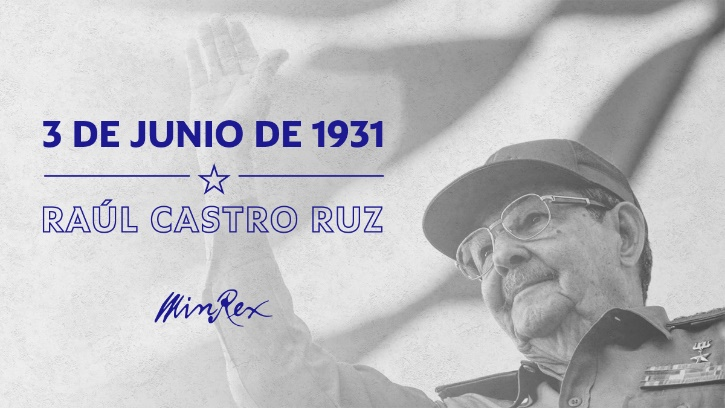 3 DE JUNIO DE 1931
RAÚL CASTRO RUZ
MinRex